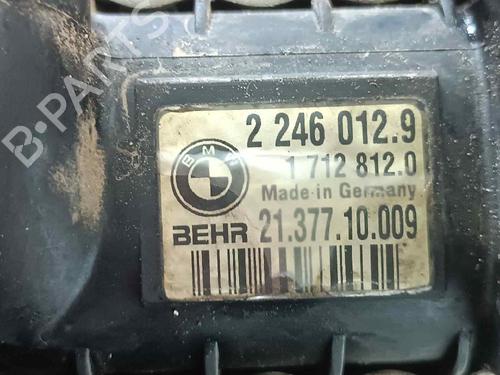 B-PARTS
BMW
2 246 012.9
1 712 812.0
Made in Germany
BEHR 21.377.10.009